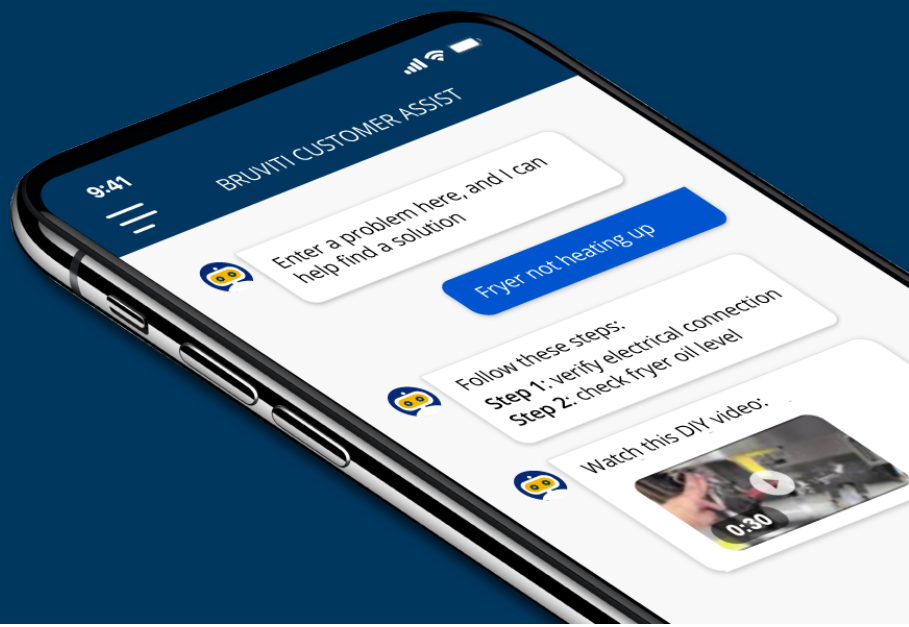 9:41
BRUVITI CUSTOMER ASSIST
Enter a problem here, and I can
help find a solution
Fryer not heating up
Follow these steps:
Step 1: verify electrical connection
Step 2: check fryer oil level
Watch this DIY video:
0:30